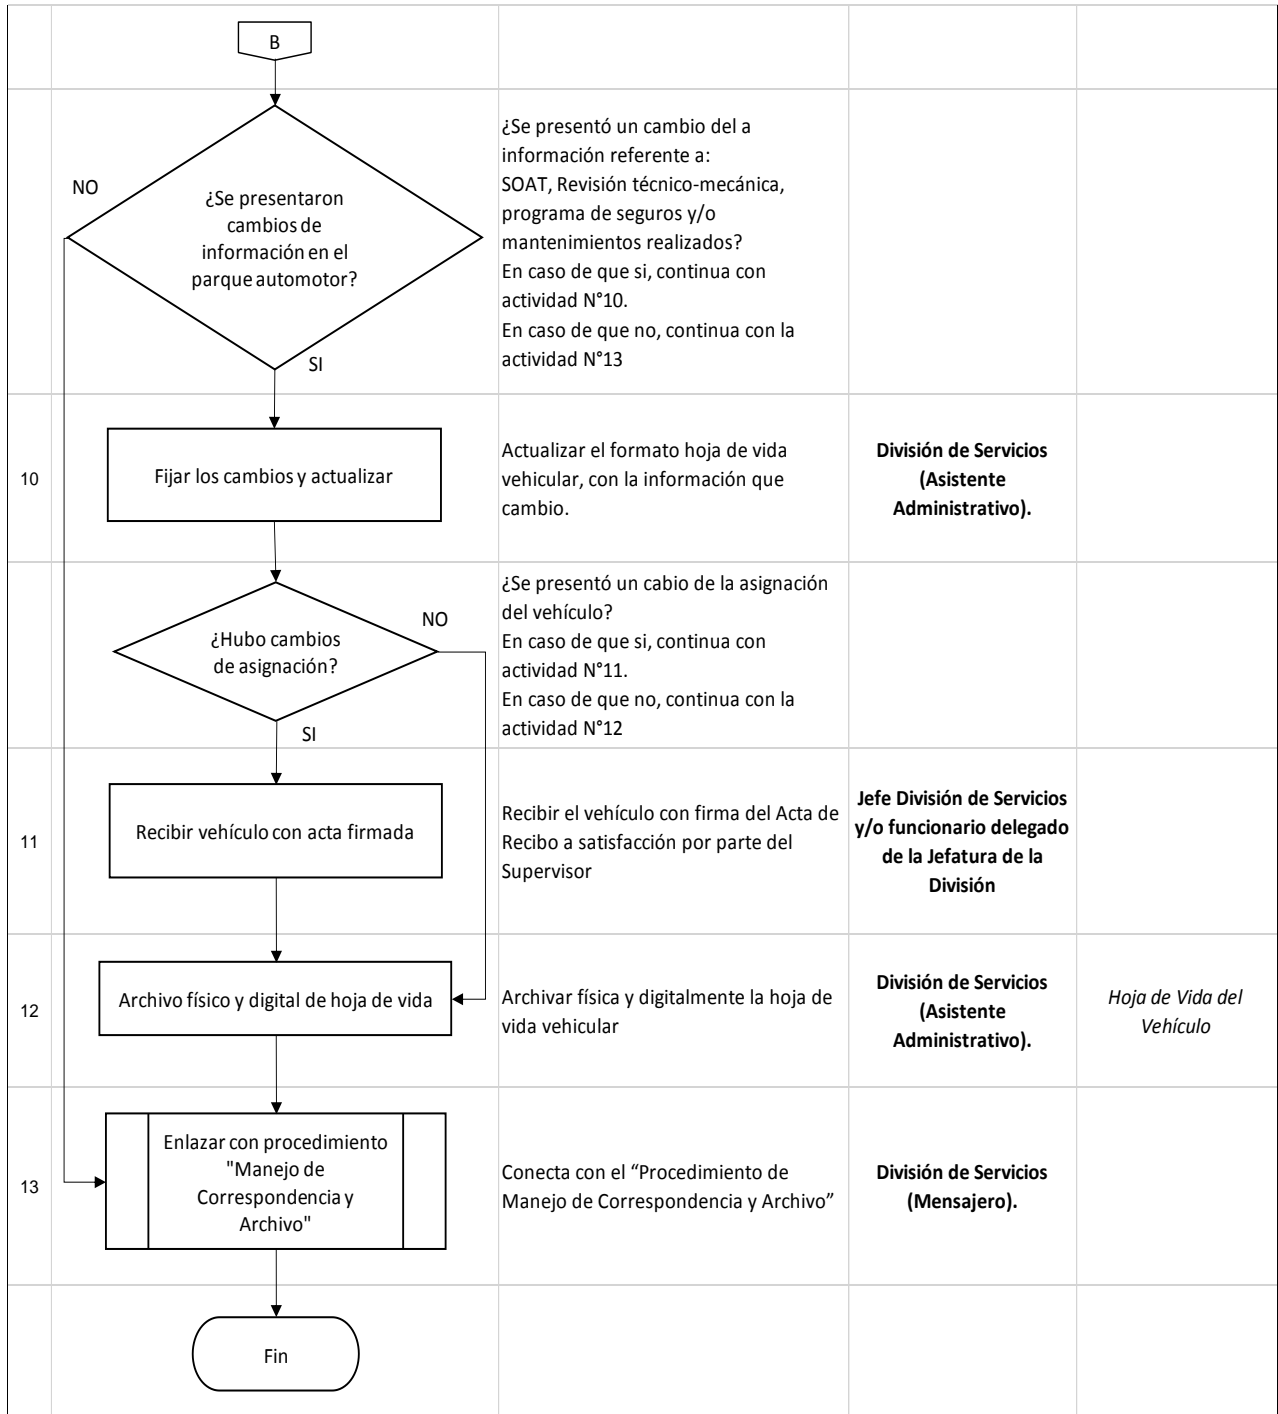 B
NO
¿Se presentaron
cambios de
información en el
parque automotor?
SI
¿Se presentó un cambio del a
información referente a:
SOAT, Revisión técnico-mecánica,
programa de seguros y/o
mantenimientos realizados?
En caso de que si, continua con
actividad N°10.
En caso de que no, continua con la
actividad N°13
10
Fijar los cambios y actualizar
Actualizar el formato hoja de vida
vehicular, con la información que
cambio.
División de Servicios
(Asistente
Administrativo).
¿Hubo cambios
de asignación?
NO
SI
¿Se presentó un cabio de la asignación
del vehículo?
En caso de que si, continua con
actividad N°11.
En caso de que no, continua con la
actividad N°12
11
Recibir vehículo con acta firmada
Recibir el vehículo con firma del Acta de
Recibo a satisfacción por parte del
Supervisor
Jefe División de Servicios
y/o funcionario delegado
de la Jefatura de la
División
12
Archivo físico y digital de hoja de vida
Archivar física y digitalmente la hoja de
vida vehicular
División de Servicios
(Asistente
Administrativo).
Hoja de Vida del
Vehículo
13
Enlazar con procedimiento
"Manejo de
Correspondencia y
Archivo"
Conecta con el “Procedimiento de
Manejo de Correspondencia y Archivo”
División de Servicios
(Mensajero).
Fin